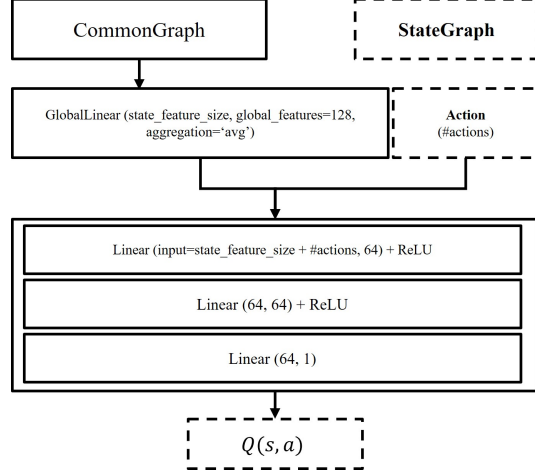 CommonGraph
StateGraph
GlobalLinear (state_feature_size, global_features=128,
aggregation=‘avg’)
Action
(#actions)
Linear (input=state_feature_size + #actions, 64) + ReLU
Linear (64, 64) + ReLU
Linear (64, 1)
Q(s, a)